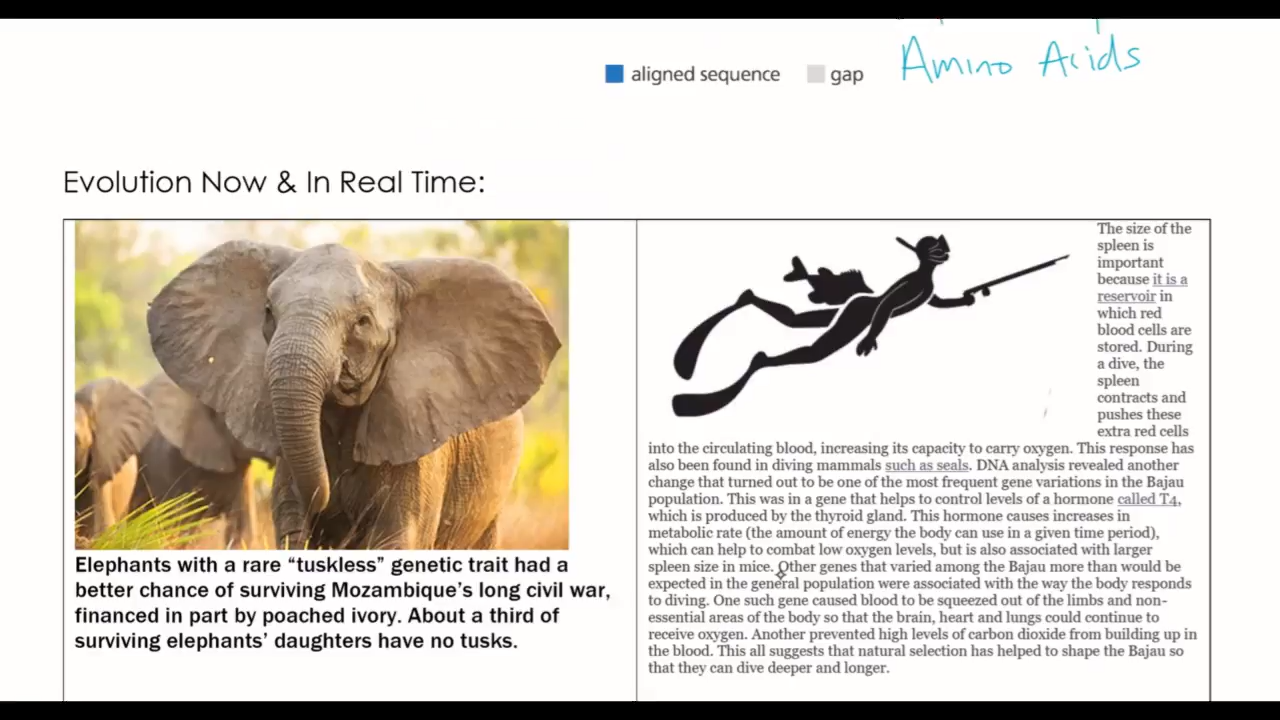 Amino Acids
aligned sequence gap
Evolution Now & In Real Time:
Elephants with a rare “tuskless” genetic trait had a
better chance of surviving Mozambique’s long civil war,
financed in part by poached ivory. About a third of
surviving elephants’ daughters have no tusks.
The size of the
spleen is
important
because it is a
reservoir in
which red
blood cells are
stored. During
a dive, the
spleen
contracts and
pushes these
extra red cells
into the circulating blood, increasing its capacity to carry oxygen. This response has
also been found in diving mammals such as seals. DNA analysis revealed another
change that turned out to be one of the most frequent gene variations in the Bajau
population. This was in a gene that helps to control levels of a hormone called T4,
which is produced by the thyroid gland. This hormone causes increases in
metabolic rate (the amount of energy the body can use in a given time period),
which can help to combat low oxygen levels, but is also associated with larger
spleen size in mice. Other genes that varied among the Bajau more than would be
expected in the general population were associated with the way the body responds
to diving. One such gene caused blood to be squeezed out of the limbs and non-
essential areas of the body so that the brain, heart and lungs could continue to
receive oxygen. Another prevented high levels of carbon dioxide from building up in
the blood. This all suggests that natural selection has helped to shape the Bajau so
that they can dive deeper and longer.